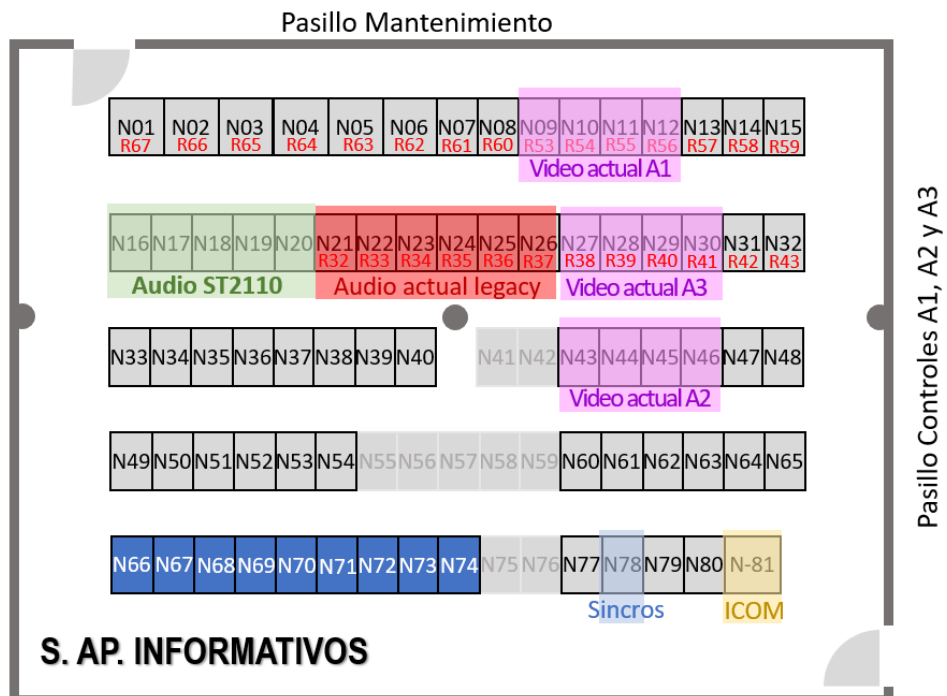 Pasillo Mantenimiento
N01 N02 N03 N04 N05 N06 N07 N08 N09 N10 N11 N12 N13 N14 N15
R67 R66 R65 R64 R63 R62 R61 R60 R53 R54 R55 R56 R57 R58 R59
Video actual A1
N16 N17 N18 N19 N20 N21 N22 N23 N24 N25 N26 N27 N28 N29 N30 N31 N32
R32 R33 R34 R35 R36 R37 R38 R39 R40 R41 R42 R43
Audio ST2110 Audio actual legacy Video actual A3
N33 N34 N35 N36 N37 N38 N39 N40 N41 N42 N43 N44 N45 N46 N47 N48
Video actual A2
N49 N50 N51 N52 N53 N54 N55 N56 N57 N58 N59 N60 N61 N62 N63 N64 N65
N66 N67 N68 N69 N70 N71 N72 N73 N74 N75 N76 N77 N78 N79 N80 N-81
Sincros ICOM
S. AP. INFORMATIVOS
Pasillo Controles A1, A2 y A3